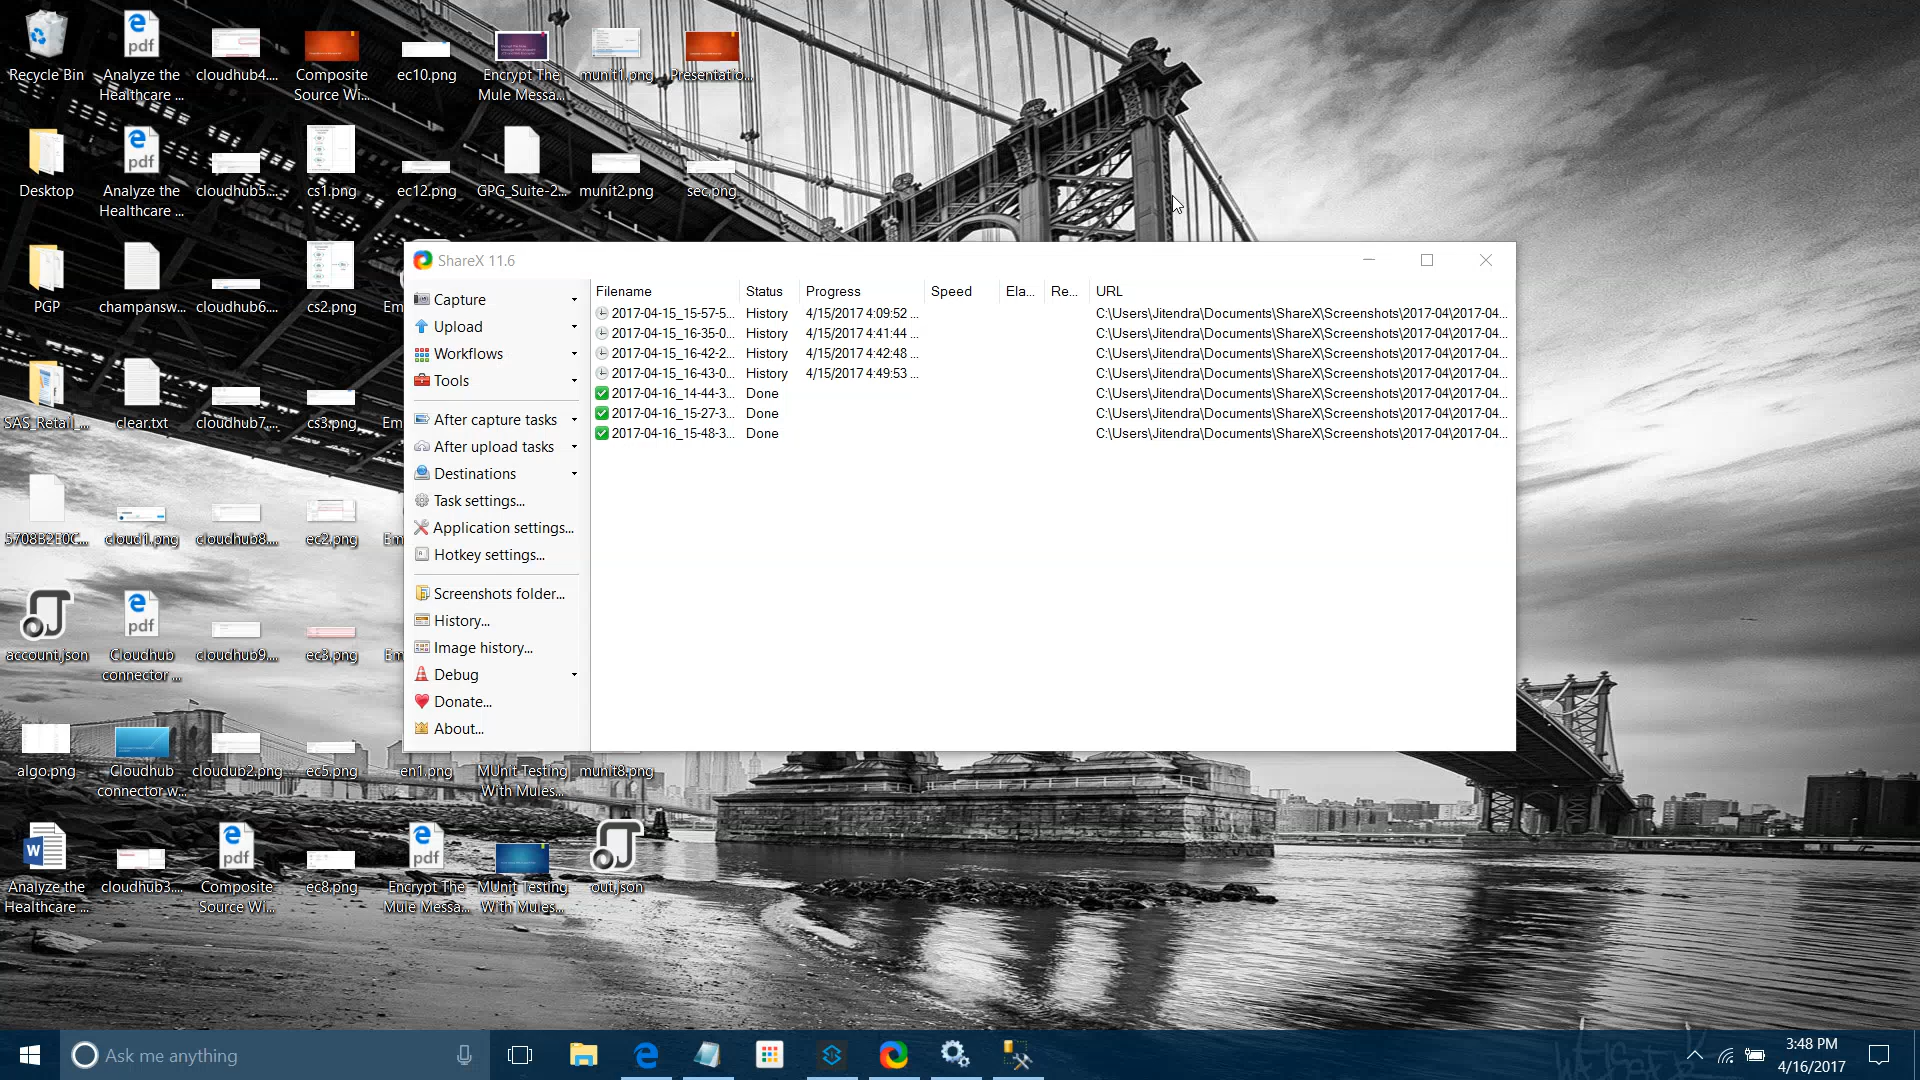 Recycle Bin
Analyze the
Healthcare ...
cloudhub4....
Composite
Source Wi...
ec10.png
Encrypt The
Mule Messa...
munit1.png
Presentatio...
Desktop
Analyze the
Healthcare ...
cloudhub5....
cs1.png
ec12.png
GPG_Suite-2...
munit2.png
sec.png
PGP
champansw...
cloudhub6....
cs2.png
Em
SAS_Retail_...
clear.txt
cloudhub7....
cs3.png
Em
5708B2E0C...
cloud1.png
cloudhub8....
ec2.png
Em
account.json
Cloudhub
connector ...
cloudhub9....
ec3.png
Em
algo.png
Cloudhub
connector w...
cloudub2.png
ec5.png
en1.png
MUnit Testing
With Mules...
munit8.png
Analyze the
Healthcare ...
cloudhub3....
Composite
Source Wi...
ec8.png
Encrypt The
Mule Messa...
MUnit Testing
With Mules...
out.json
ShareX 11.6
Capture
Upload
Workflows
Tools
After capture tasks
After upload tasks
Destinations
Task settings...
Application settings...
Hotkey settings...
Screenshots folder...
History...
Image history...
Debug
Donate...
About...
Filename Status Progress Speed Ela... Re... URL
2017-04-15_15-57-5... History 4/15/2017 4:09:52 ... C:\Users\Jitendra\Documents\ShareX\Screenshots\2017-04\2017-04...
2017-04-15_16-35-0... History 4/15/2017 4:41:44 ... C:\Users\Jitendra\Documents\ShareX\Screenshots\2017-04\2017-04...
2017-04-15_16-42-2... History 4/15/2017 4:42:48 ... C:\Users\Jitendra\Documents\ShareX\Screenshots\2017-04\2017-04...
2017-04-15_16-43-0... History 4/15/2017 4:49:53 ... C:\Users\Jitendra\Documents\ShareX\Screenshots\2017-04\2017-04...
2017-04-16_14-44-3... Done C:\Users\Jitendra\Documents\ShareX\Screenshots\2017-04\2017-04...
2017-04-16_15-27-3... Done C:\Users\Jitendra\Documents\ShareX\Screenshots\2017-04\2017-04...
2017-04-16_15-48-3... Done C:\Users\Jitendra\Documents\ShareX\Screenshots\2017-04\2017-04...
Ask me anything
3:48 PM
4/16/2017